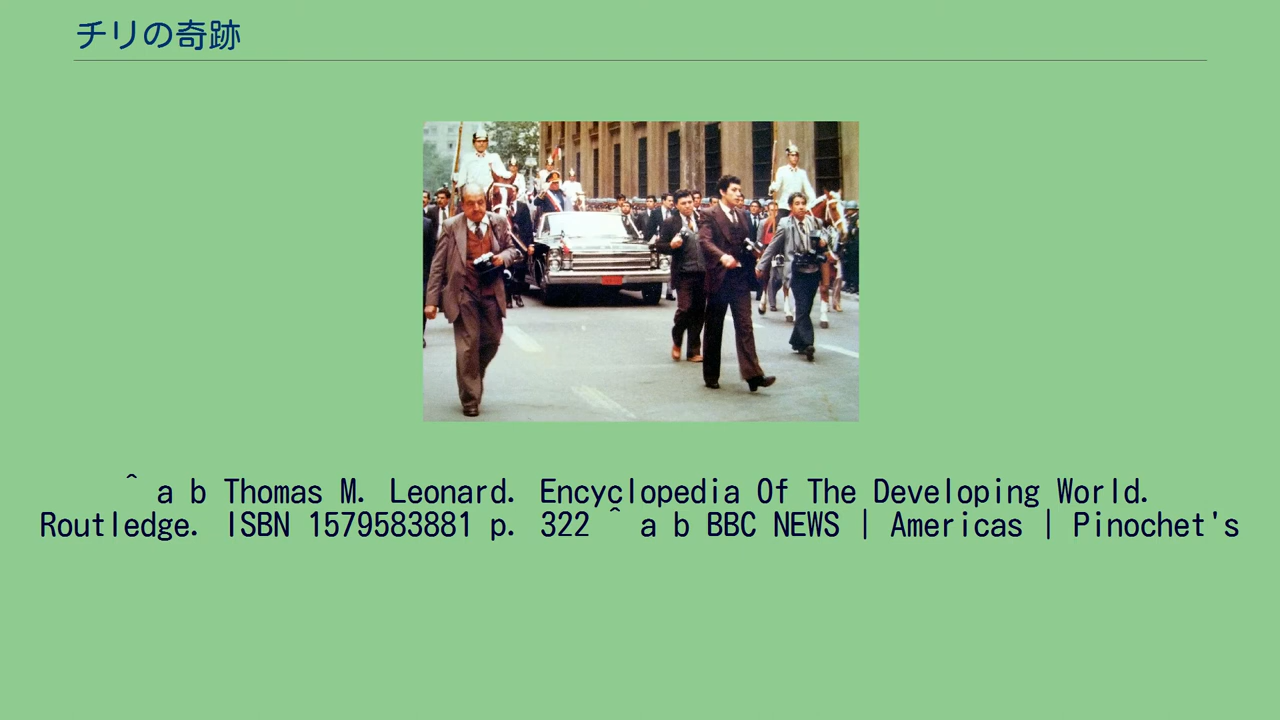 チリの奇跡
^ a b Thomas M. Leonard. Encyclopedia Of The Developing World.
Routledge. ISBN 1579583881 p. 322 ^ a b BBC NEWS | Americas | Pinochet's